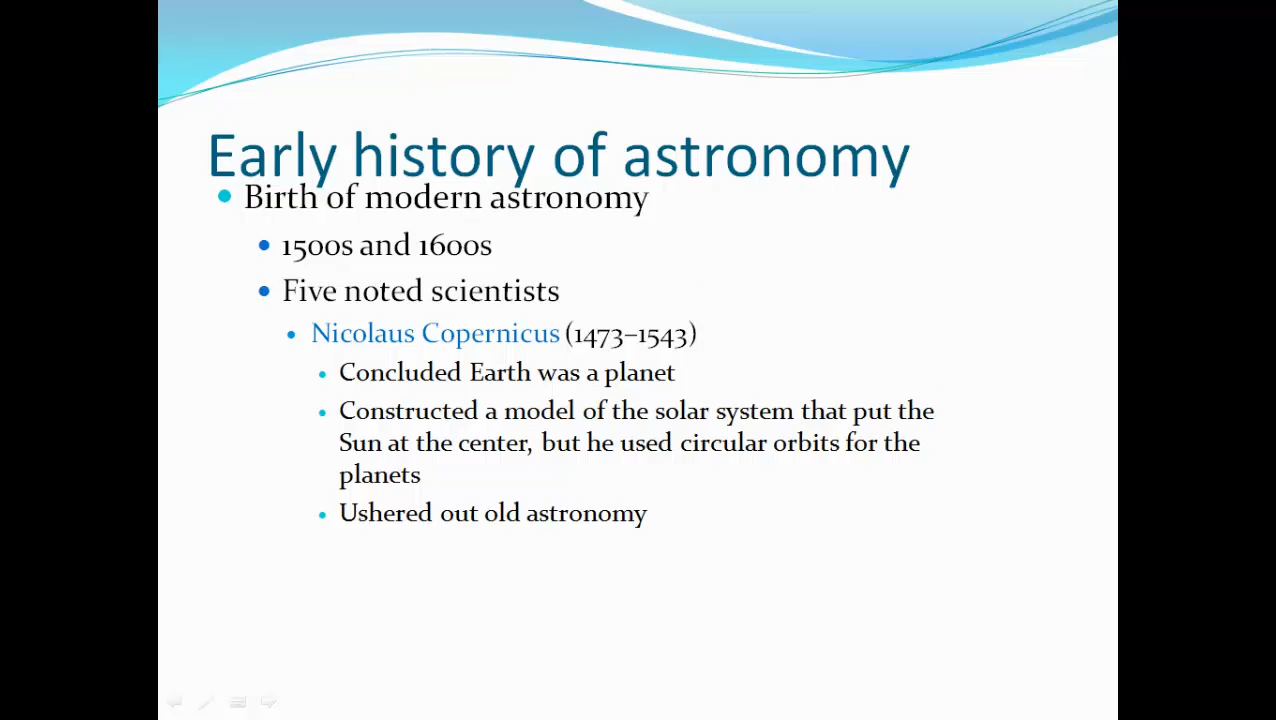 Early history of astronomy
Birth of modern astronomy
1500s and 1600s
Five noted scientists
Nicolaus Copernicus (1473–1543)
Concluded Earth was a planet
Constructed a model of the solar system that put the
Sun at the center, but he used circular orbits for the
planets
Ushered out old astronomy